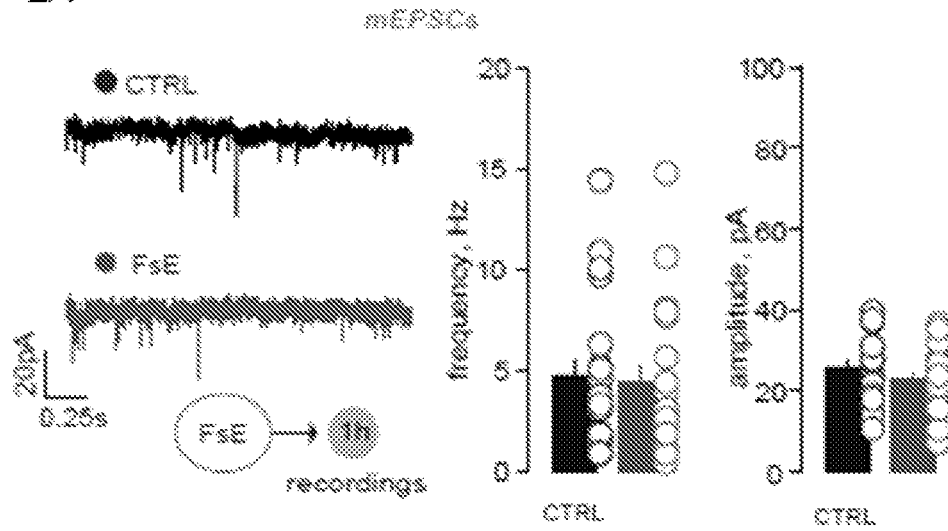 mEPSCs
CTRL
FsE
20pA
0.25s
FsE
1h
recordings
frequency, Hz
20
15
10
5
0
CTRL
amplitude, pA
100
80
60
40
20
0
CTRL